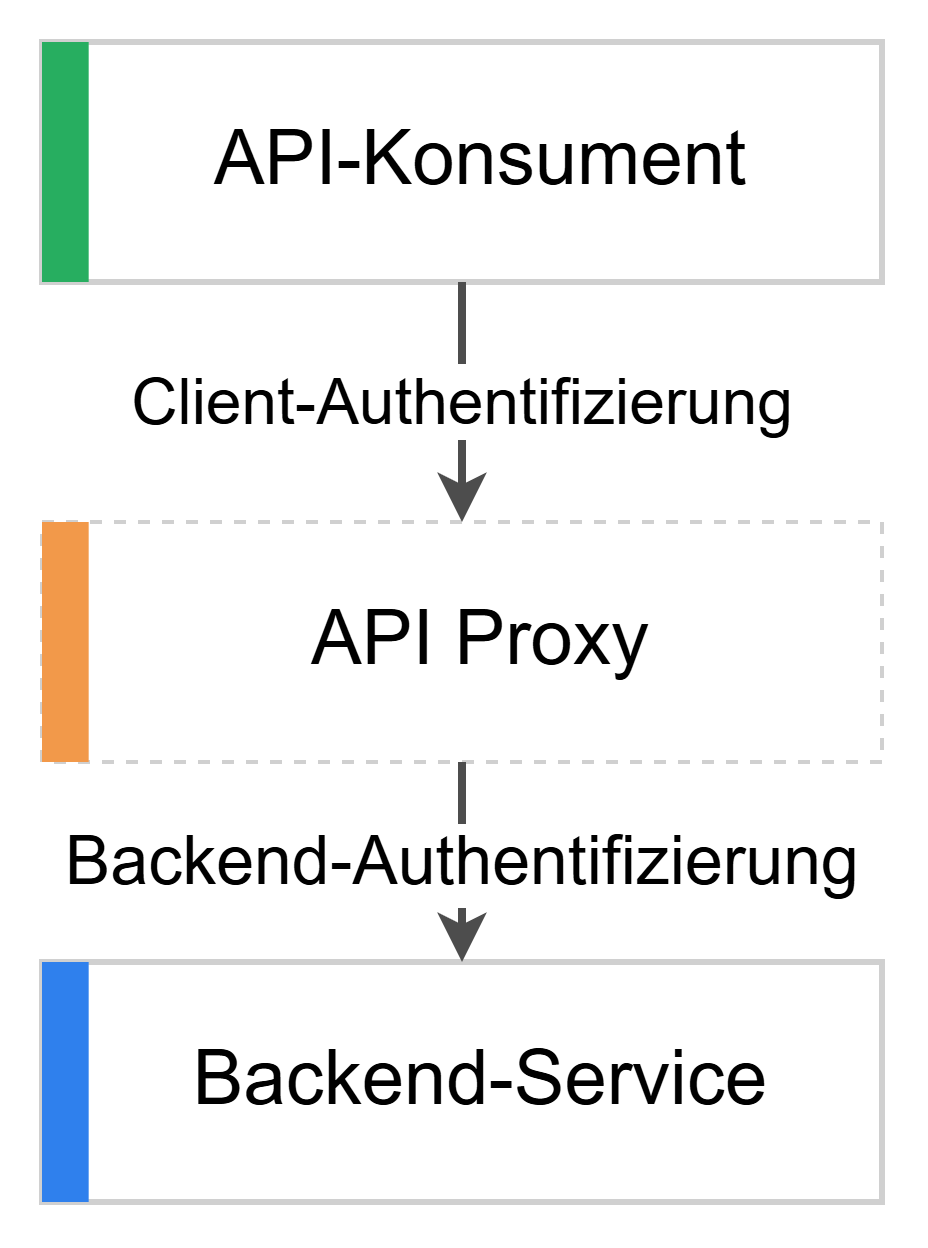 API-Konsument
Client-Authentifizierung
API Proxy
Backend-Authentifizierung
Backend-Service